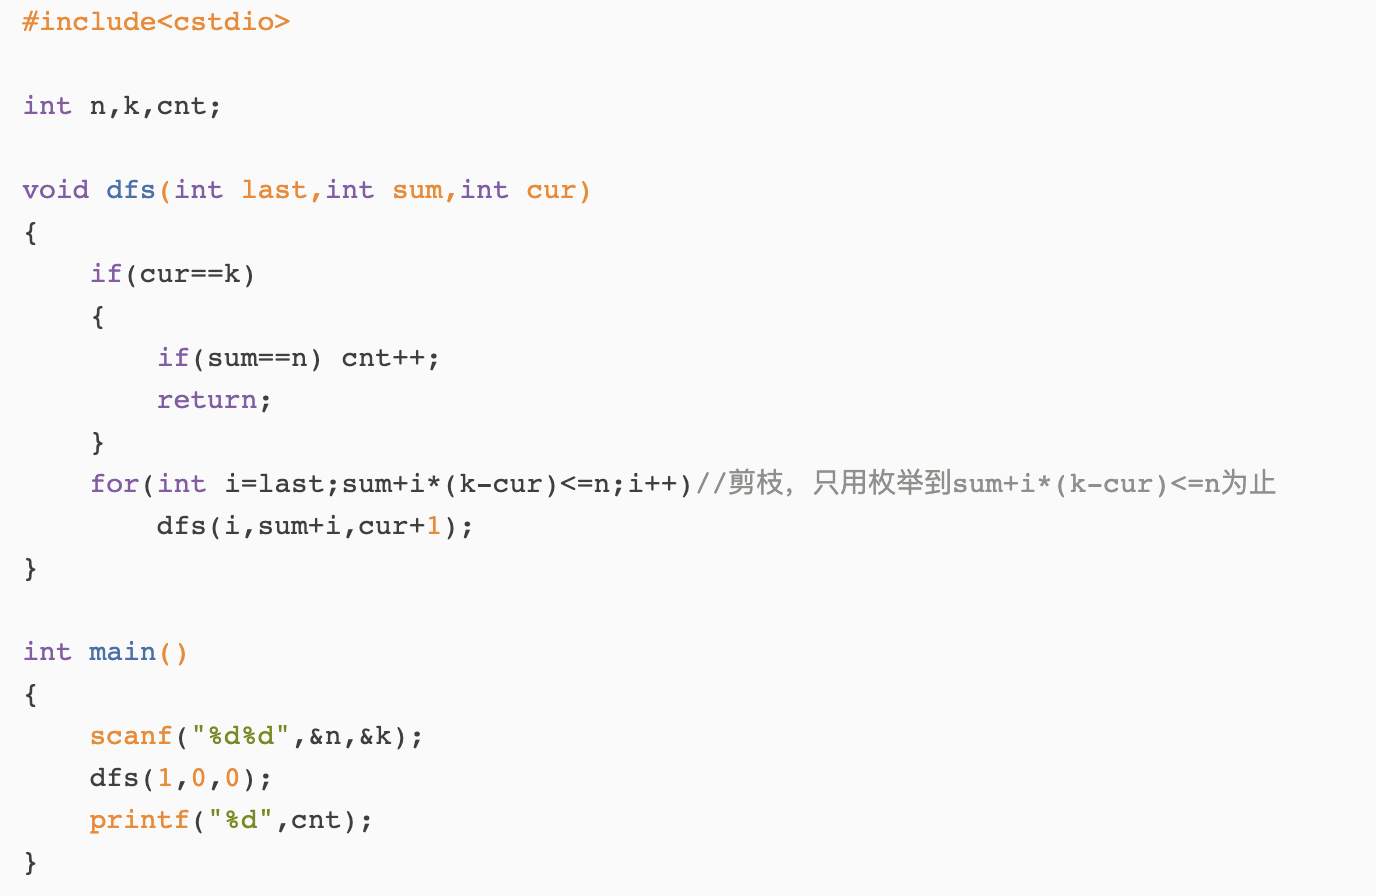 #include<cstdio>
int n,k,cnt;
void dfs(int last,int sum,int cur)
{
    if(cur==k)
    {
        if(sum==n) cnt++;
        return;
    }
    for(int i=last;sum+i*(k-cur)<=n;i++)//剪枝，只用枚举到sum+i*(k-cur)<=n为止
        dfs(i,sum+i,cur+1);
}
int main()
{
    scanf("%d%d",&n,&k);
    dfs(1,0,0);
    printf("%d",cnt);
}